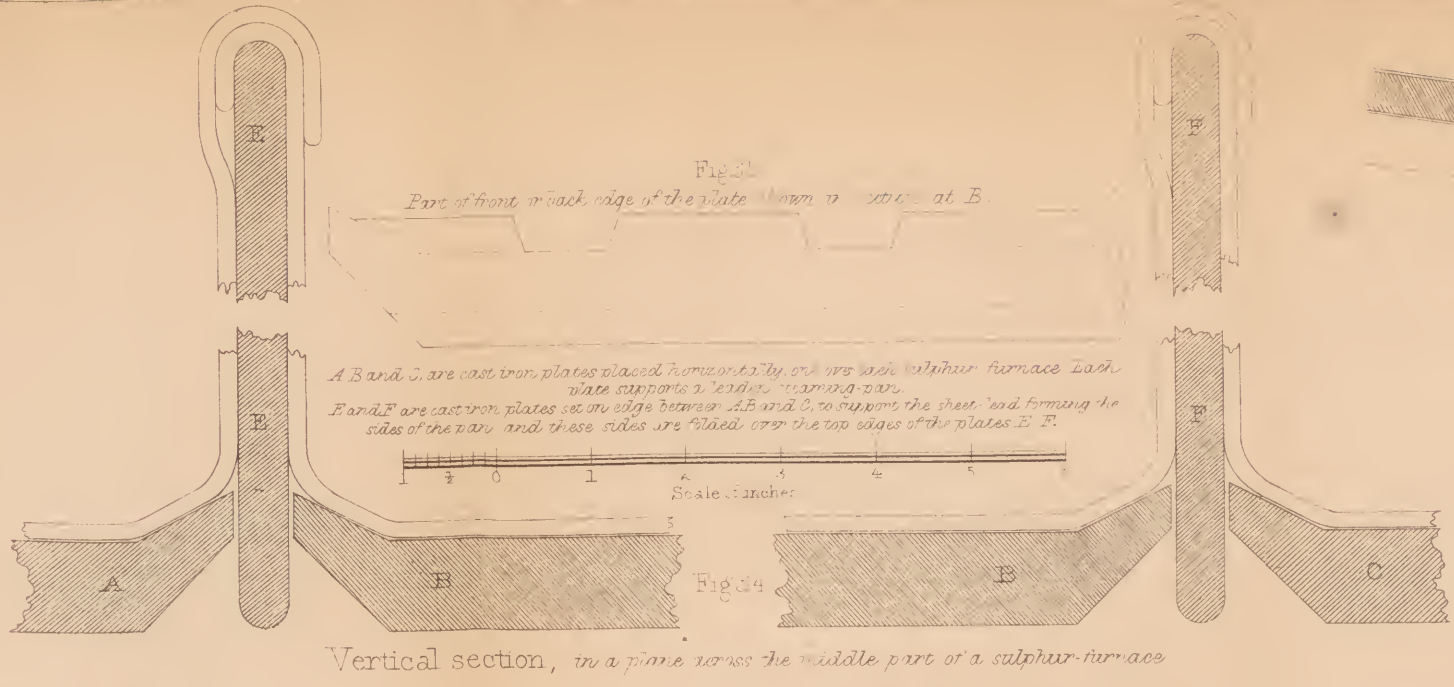 E
F
Fig.
Part of front or back edge of the plate shown in at B.
A B and C, are cast iron plates placed horizontally, one over each sulphur furnace Each
plate supports a leaden steaming-pan.
E and F are cast iron plates set on edge between A B and C, to support the sheet-lead forming the
sides of the pan and these sides are folded over the top edges of the plates E F.
E
F
1 ½ 0 1 2 3 4 5
Scale of inches
A
B
Fig.
B
C
Vertical section, in a plane across the middle part of a sulphur-furnace